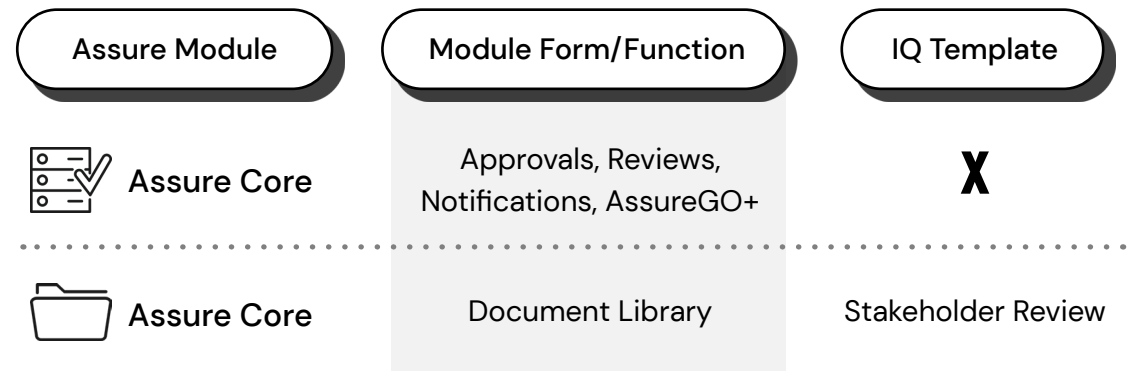 Assure Module
Module Form/Function
IQ Template
Assure Core
Approvals, Reviews,
Notifications, AssureGO+
X
Assure Core
Document Library
Stakeholder Review